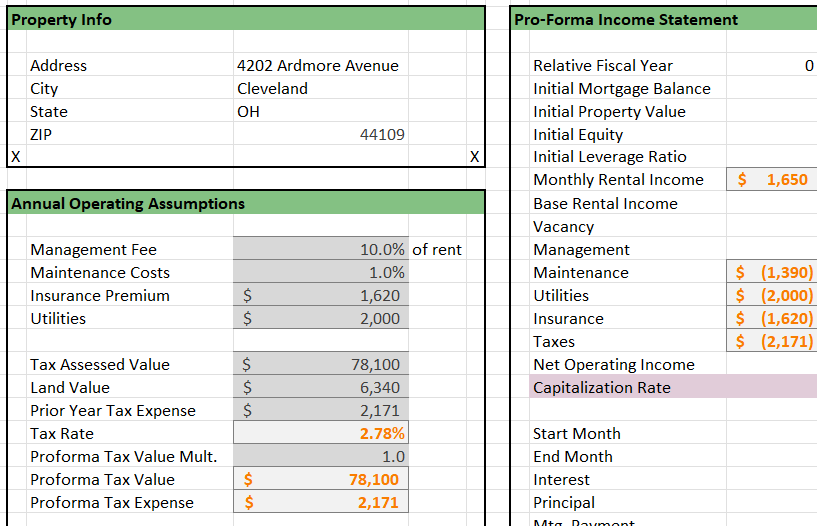 Property Info
Address 4202 Ardmore Avenue
City Cleveland
State OH
ZIP 44109
X X
Annual Operating Assumptions
Management Fee 10.0% of rent
Maintenance Costs 1.0%
Insurance Premium $ 1,620
Utilities $ 2,000
Tax Assessed Value $ 78,100
Land Value $ 6,340
Prior Year Tax Expense $ 2,171
Tax Rate 2.78%
Proforma Tax Value Mult. 1.0
Proforma Tax Value $ 78,100
Proforma Tax Expense $ 2,171
Pro-Forma Income Statement
Relative Fiscal Year 0
Initial Mortgage Balance
Initial Property Value
Initial Equity
Initial Leverage Ratio
Monthly Rental Income $ 1,650
Base Rental Income
Vacancy
Management
Maintenance $ (1,390)
Utilities $ (2,000)
Insurance $ (1,620)
Taxes $ (2,171)
Net Operating Income
Capitalization Rate
Start Month
End Month
Interest
Principal
Mtg. Payment